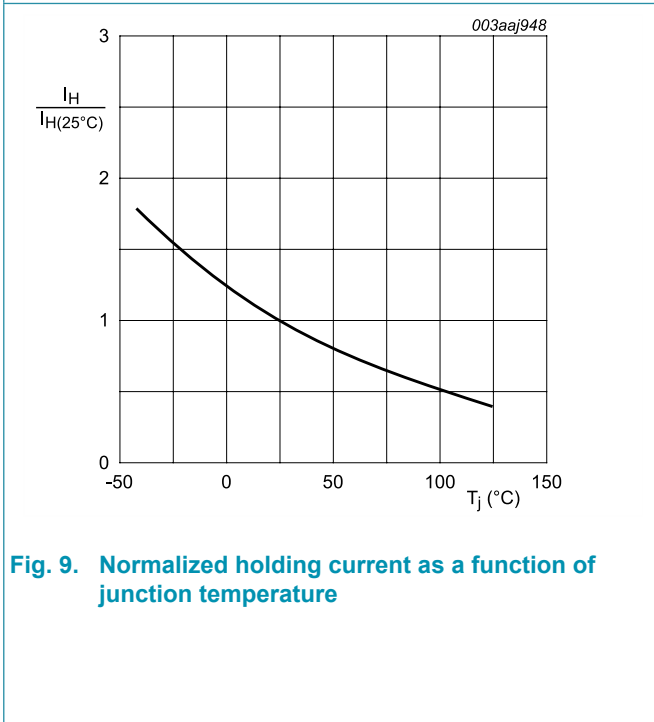 003aaj948
3
I_H
I_H(25°C)
2
1
0
-50 0 50 100 150
T_j (°C)
Fig. 9. Normalized holding current as a function of
junction temperature